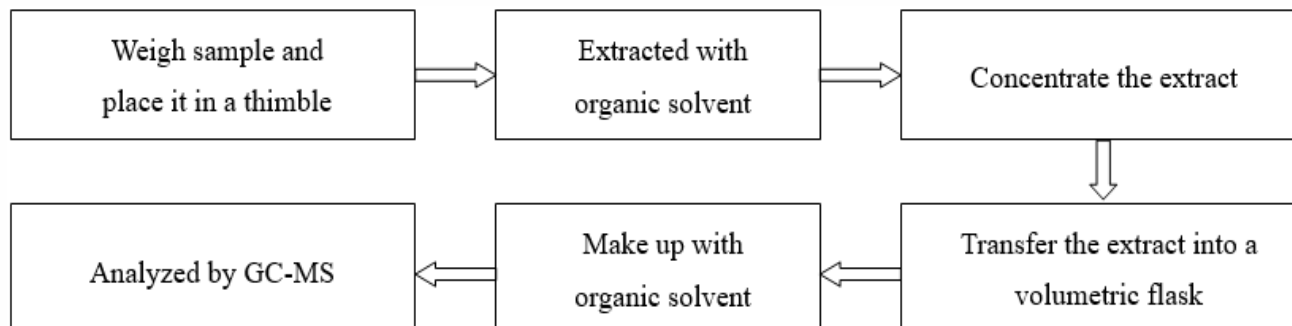 Weigh sample and
place it in a thimble
Extracted with
organic solvent
Concentrate the extract
Transfer the extract into a
volumetric flask
Make up with
organic solvent
Analyzed by GC-MS